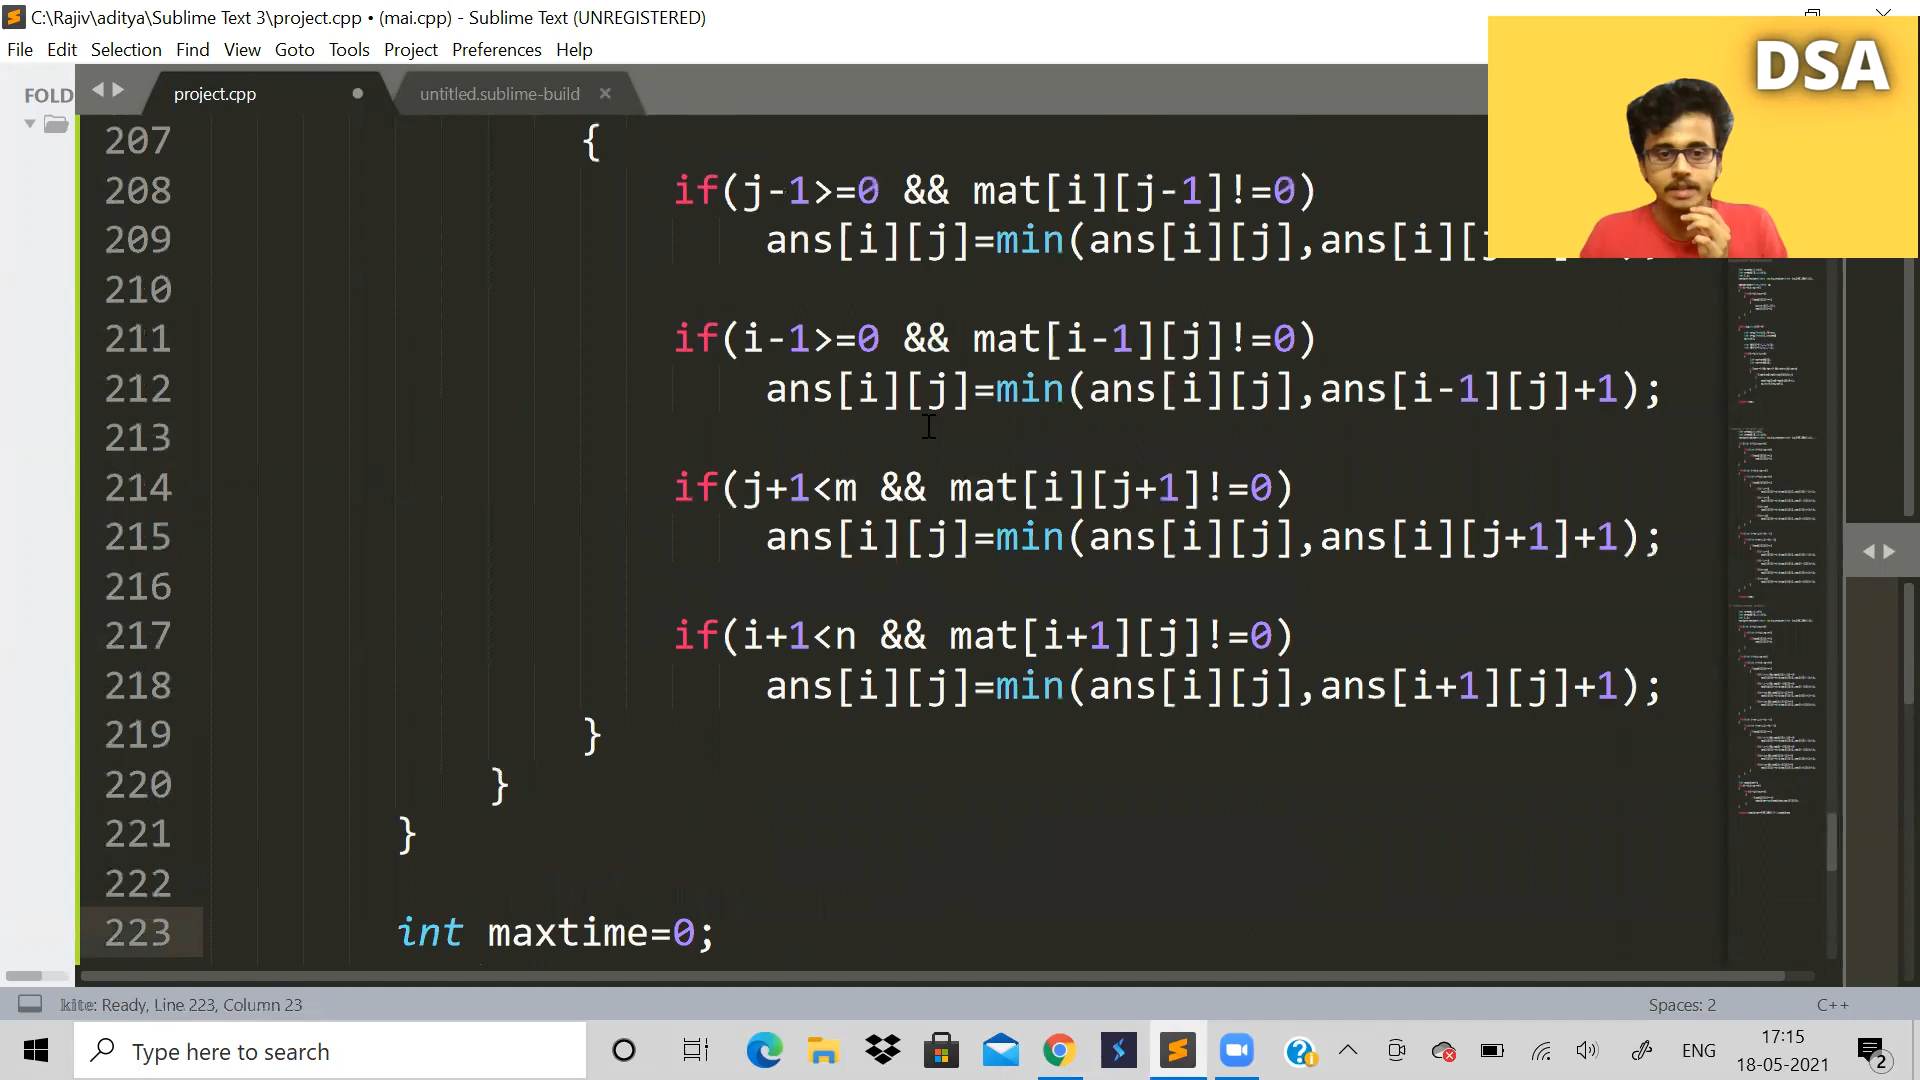 C:\Rajiv\aditya\Sublime Text 3\project.cpp • (mai.cpp) - Sublime Text (UNREGISTERED)
File Edit Selection Find View Goto Tools Project Preferences Help
DSA
FOLD
project.cpp
untitled.sublime-build
207 {
208 if(j-1>=0 && mat[i][j-1]!=0)
209 ans[i][j]=min(ans[i][j],ans[i][
210
211 if(i-1>=0 && mat[i-1][j]!=0)
212 ans[i][j]=min(ans[i][j],ans[i-1][j]+1);
213
214 if(j+1<m && mat[i][j+1]!=0)
215 ans[i][j]=min(ans[i][j],ans[i][j+1]+1);
216
217 if(i+1<n && mat[i+1][j]!=0)
218 ans[i][j]=min(ans[i][j],ans[i+1][j]+1);
219 }
220 }
221 }
222
223 int maxtime=0;
kite: Ready, Line 223, Column 23
Spaces: 2
C++
Type here to search
ENG
17:15
18-05-2021
2